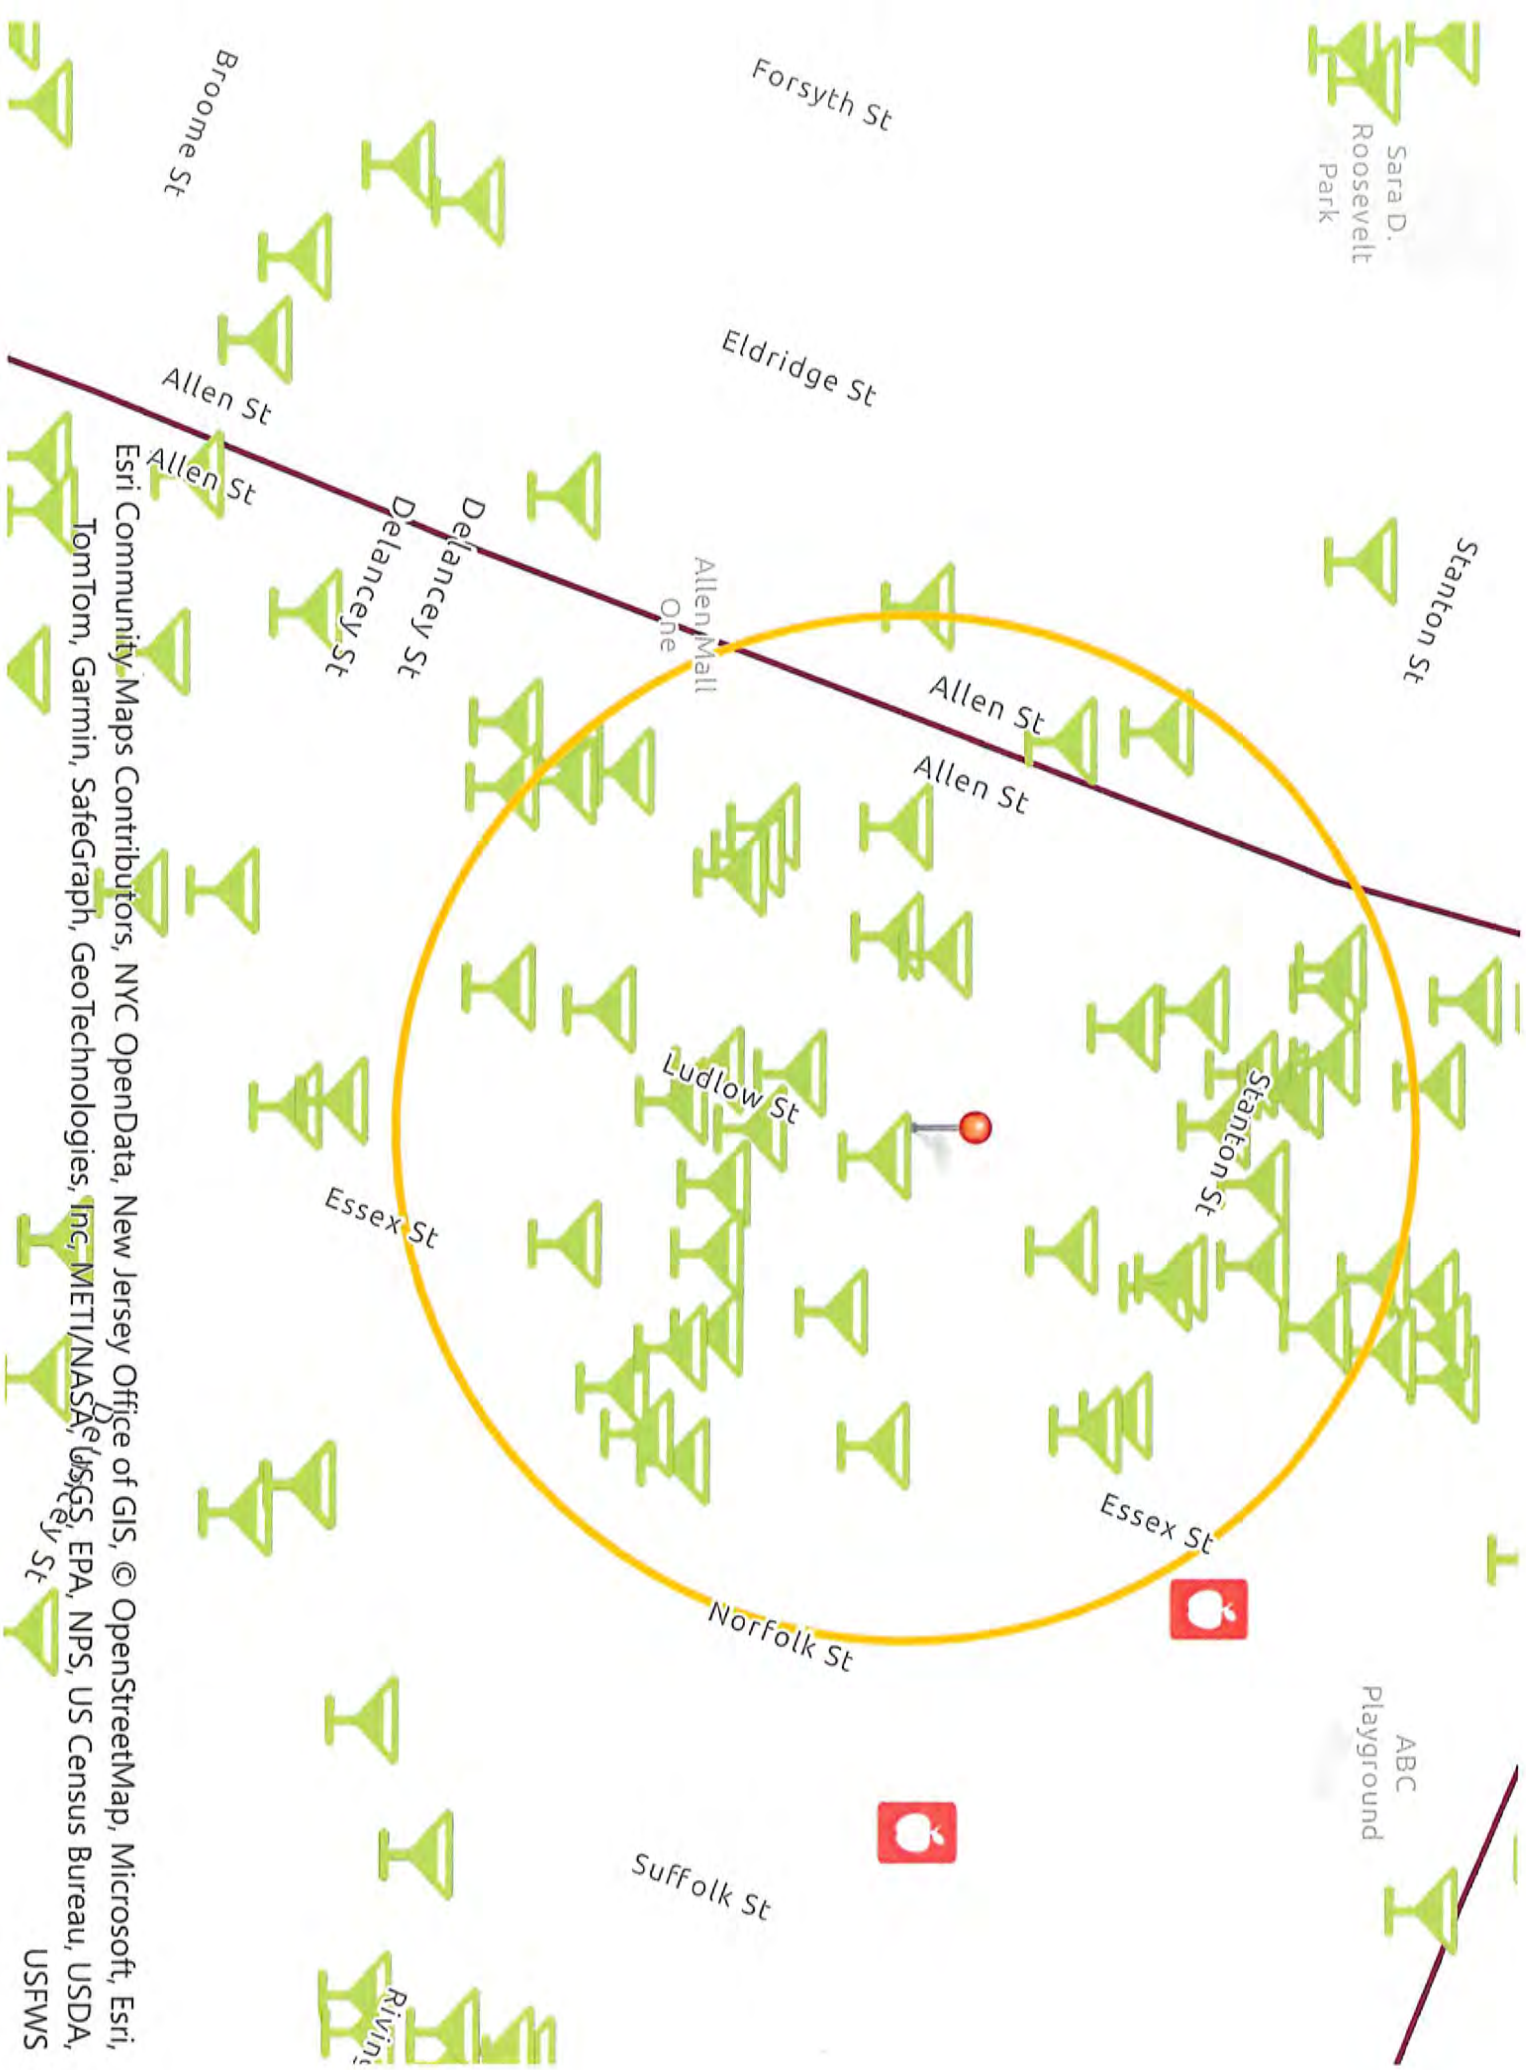 Broome St
Forsyth St
Sara D.
Roosevelt
Park
Eldridge St
Allen St
Allen St
Delancey St
Delancey St
Allen Mall
One
Stanton St
Allen St
Allen St
Ludlow St
Stanton St
Essex St
Essex St
Norfolk St
ABC
Playground
Suffolk St
Esri Community Maps Contributors, NYC OpenData, New Jersey Office of GIS, © OpenStreetMap, Microsoft, Esri,
TomTom, Garmin, SafeGraph, GeoTechnologies, Inc, METI/NASA, USGS, EPA, NPS, US Census Bureau, USDA,
USFWS